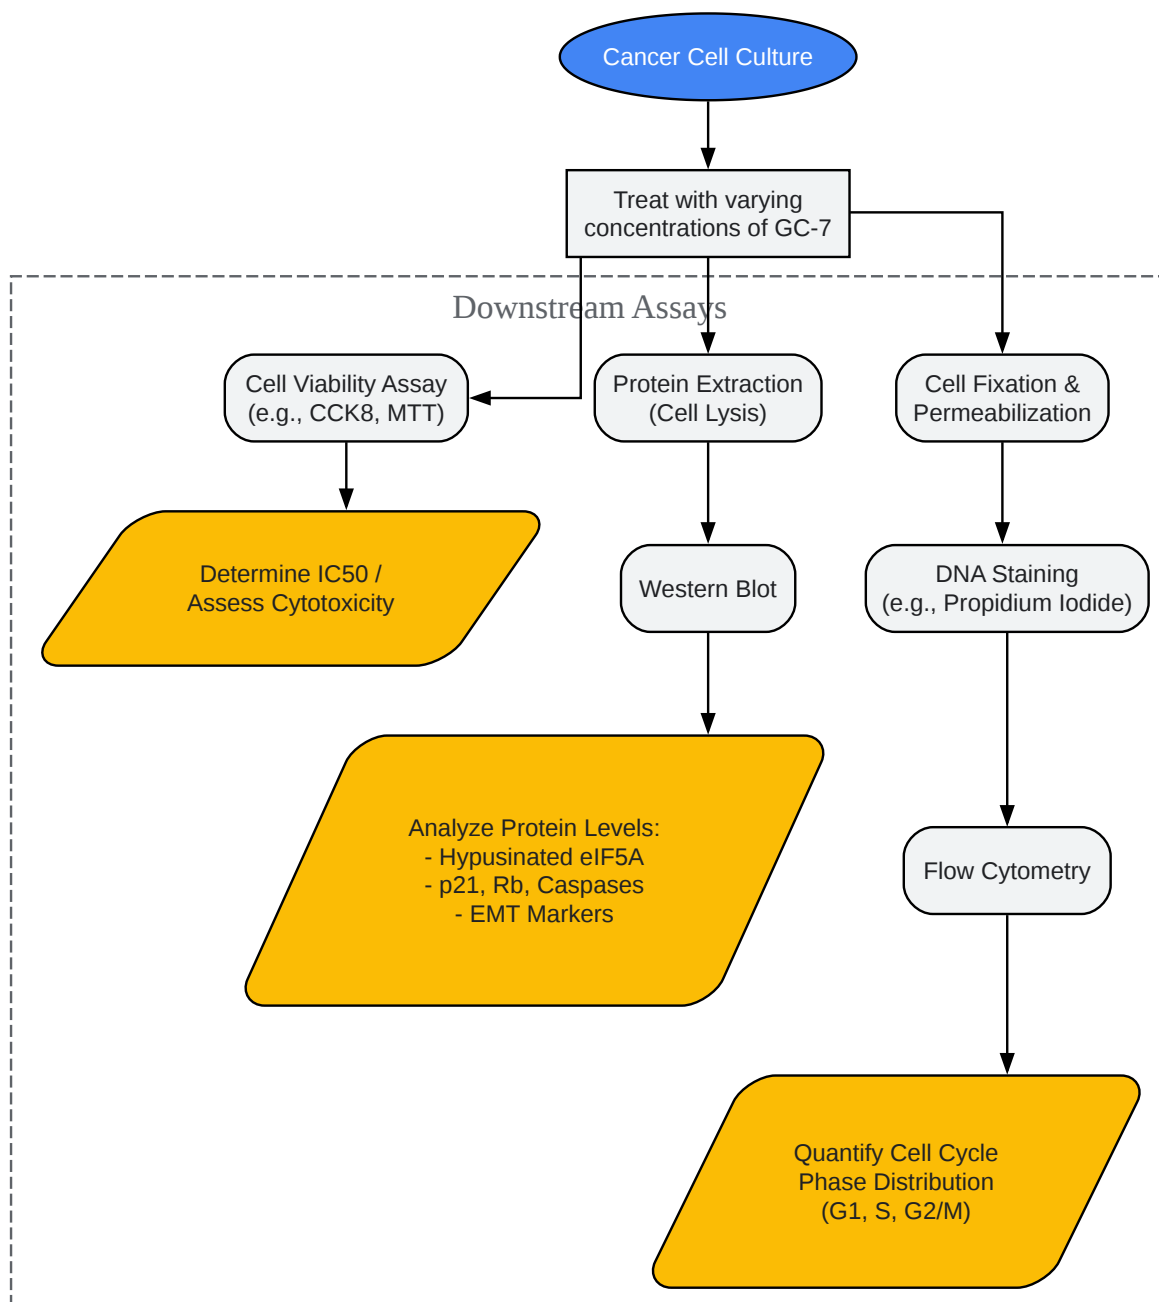 Cancer Cell Culture
Treat with varying
concentrations of GC-7
Downstream Assays
Cell Viability Assay
(e.g., CCK8, MTT)
Protein Extraction
(Cell Lysis)
Cell Fixation &
Permeabilization
Determine IC50 /
Assess Cytotoxicity
Western Blot
DNA Staining
(e.g., Propidium Iodide)
Analyze Protein Levels:
- Hypusinated eIF5A
- p21, Rb, Caspases
- EMT Markers
Flow Cytometry
Quantify Cell Cycle
Phase Distribution
(G1, S, G2/M)